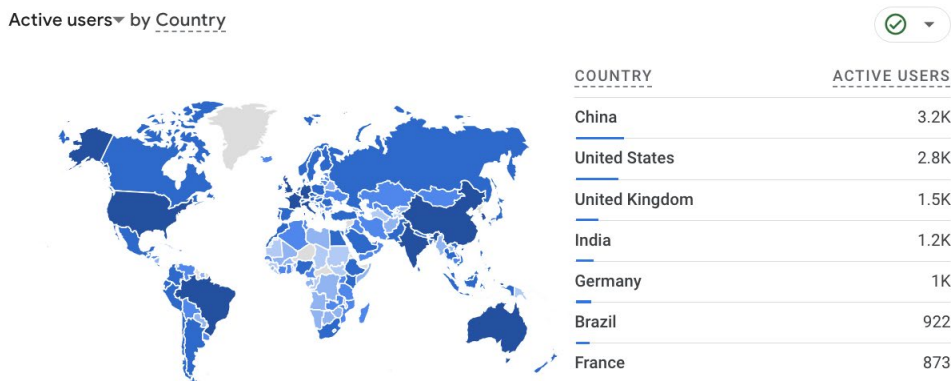 Active users by Country
COUNTRY ACTIVE USERS
China 3.2K
United States 2.8K
United Kingdom 1.5K
India 1.2K
Germany 1K
Brazil 922
France 873